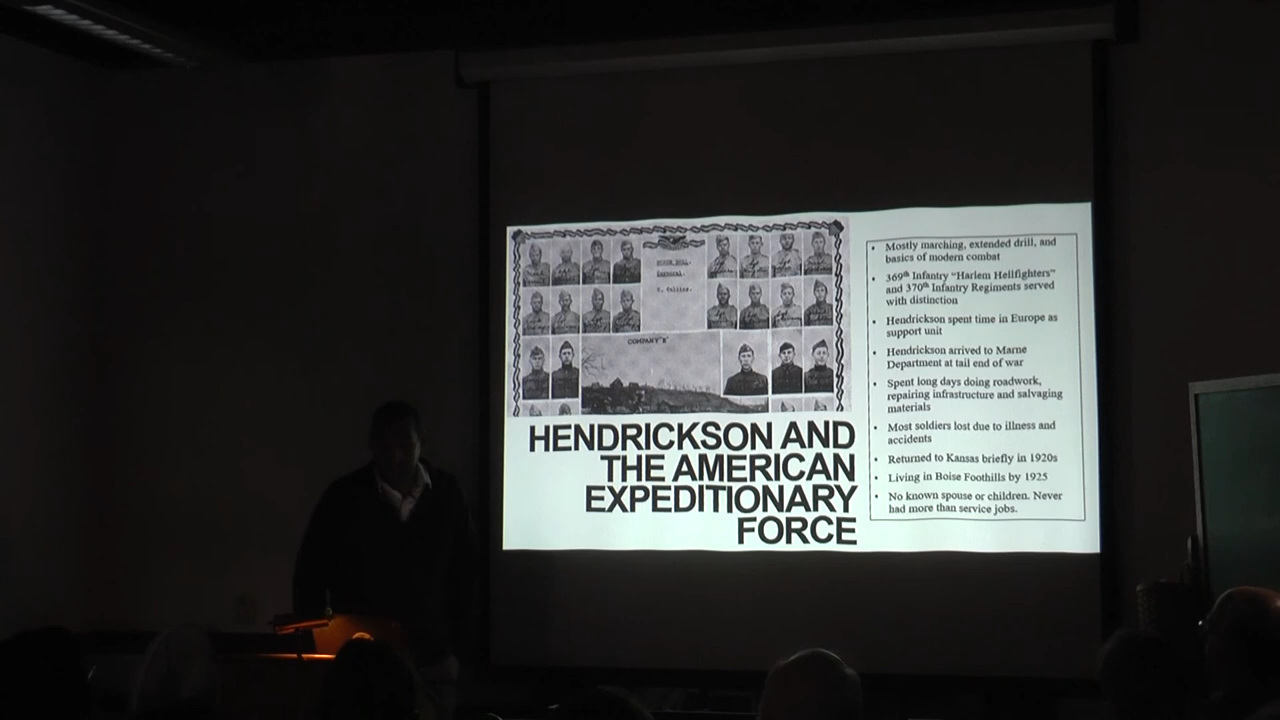 HONOR ROLL.
COMPANY "E"
HENDRICKSON AND
THE AMERICAN
EXPEDITIONARY
FORCE
• Mostly marching, extended drill, and
basics of modern combat
• 369th Infantry “Harlem Hellfighters”
and 370th Infantry Regiments served
with distinction
• Hendrickson spent time in Europe as
support unit
• Hendrickson arrived to Marne
Department at tail end of war
• Spent long days doing roadwork,
repairing infrastructure and salvaging
materials
• Most soldiers lost due to illness and
accidents
• Returned to Kansas briefly in 1920s
• Living in Boise Foothills by 1925
• No known spouse or children. Never
had more than service jobs.